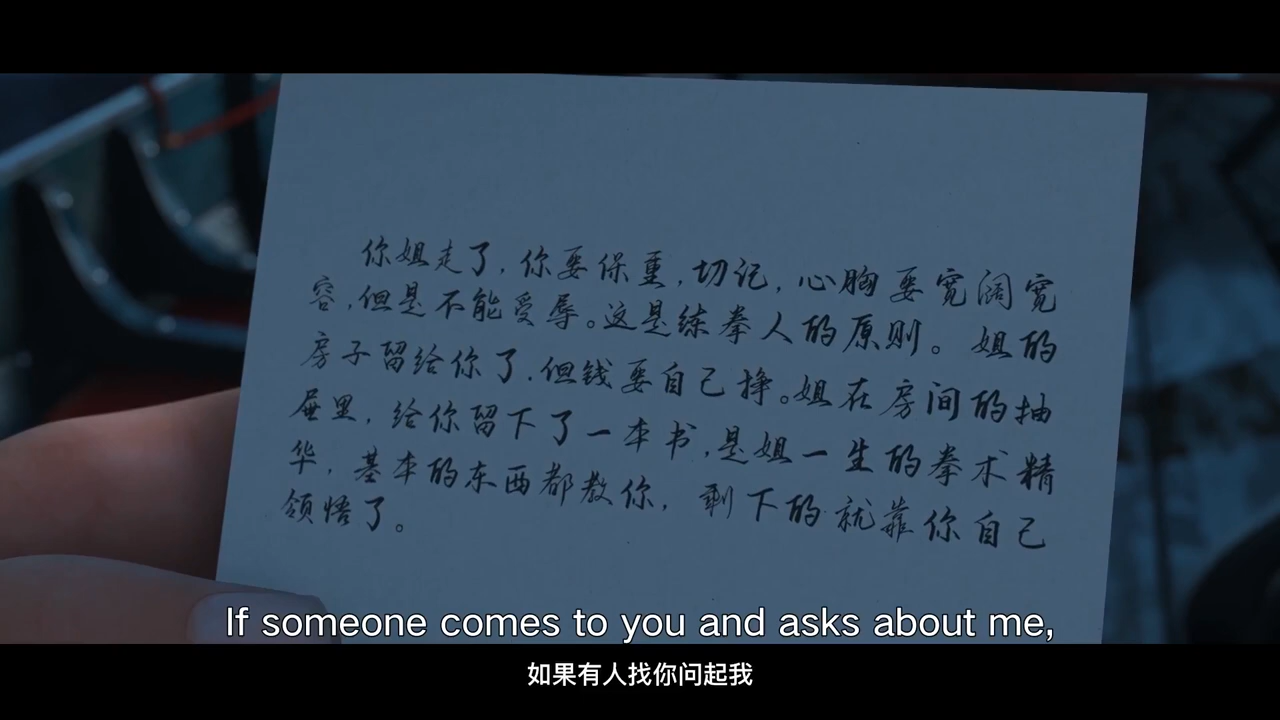 你姐走了，你要保重，切记，心胸要宽阔宽
容，但是不能受辱。这是练拳人的原则。姐的
房子留给你了，但钱要自己挣。姐在房间的抽
屉里，给你留下了一本书，是姐一生的拳术精
华，基本的东西都教你，剩下的就靠你自己
领悟了。
If someone comes to you and asks about me,
如果有人找你问起我